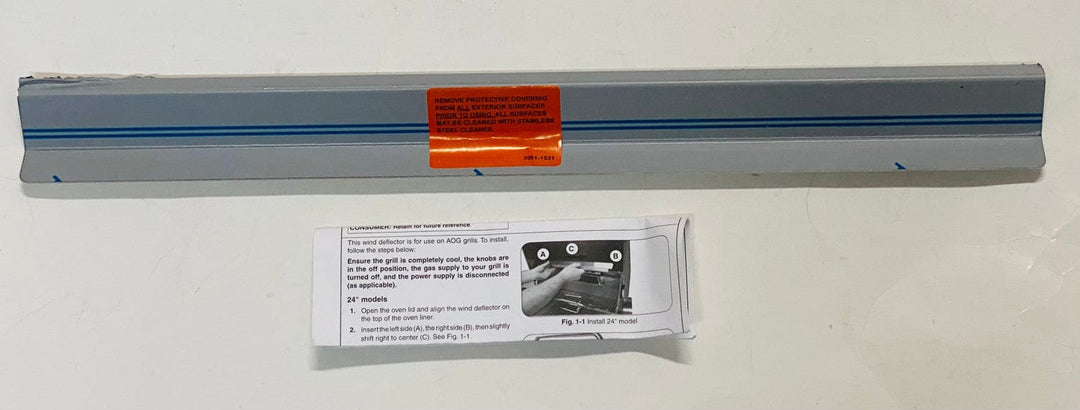 REMOVE PROTECTIVE COVERING
FROM ALL EXTERIOR SURFACES
PRIOR TO USING. ALL SURFACES
MAY BE CLEANED WITH STAINLESS
STEEL CLEANER.
3961-1531
CONSUMER: Retain for future reference.
This wind deflector is for use on AOG grills. To install,
follow the steps below:
Ensure the grill is completely cool, the knobs are
in the off position, the gas supply to your grill is
turned off, and the power supply is disconnected
(as applicable).
24" models
1. Open the oven lid and align the wind deflector on
the top of the oven liner.
2. Insert the left side (A), the right side (B), then slightly
shift right to center (C). See Fig. 1-1.
A
C
B
Fig. 1-1 Install 24" model